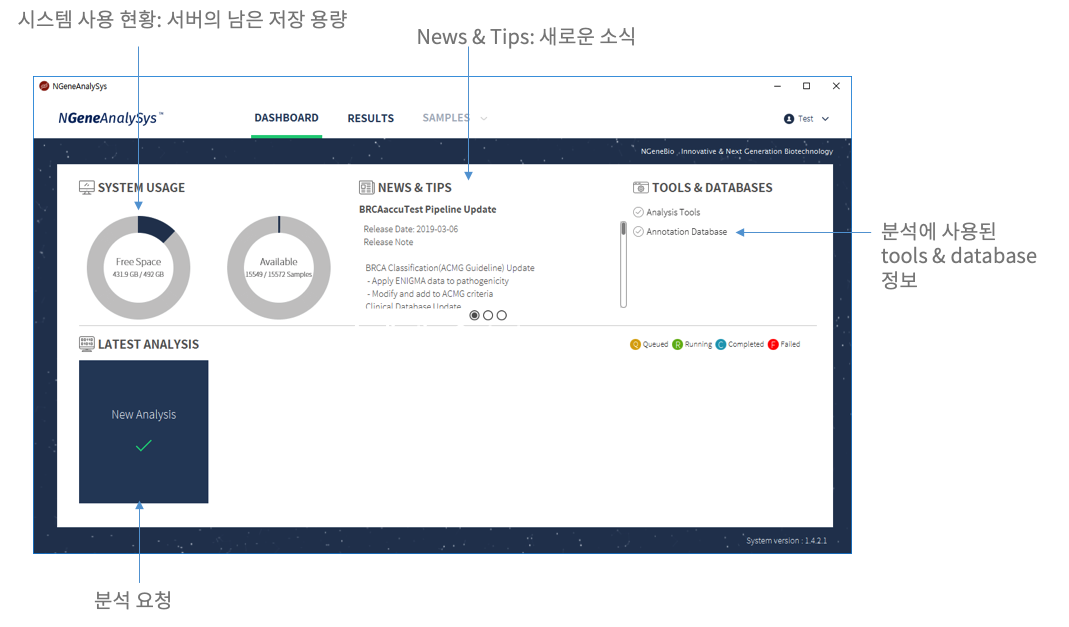 시스템 사용 현황: 서버의 남은 저장 용량
News & Tips: 새로운 소식
NGeneAnalySys
NGeneAnalySys™
DASHBOARD
RESULTS
SAMPLES
Test
NGeneBio , Innovative & Next Generation Biotechnology
SYSTEM USAGE
Free Space
431.9 GB / 492 GB
Available
15549 / 15572 Samples
NEWS & TIPS
BRCAaccuTest Pipeline Update
Release Date: 2019-03-06
Release Note
BRCA Classification(ACMG Guideline) Update
- Apply ENIGMA data to pathogenicity
- Modify and add to ACMG criteria
Clinical Database Update
TOOLS & DATABASES
Analysis Tools
Annotation Database
분석에 사용된
tools & database
정보
LATEST ANALYSIS
Q Queued R Running C Completed F Failed
New Analysis
System version : 1.4.2.1
분석 요청